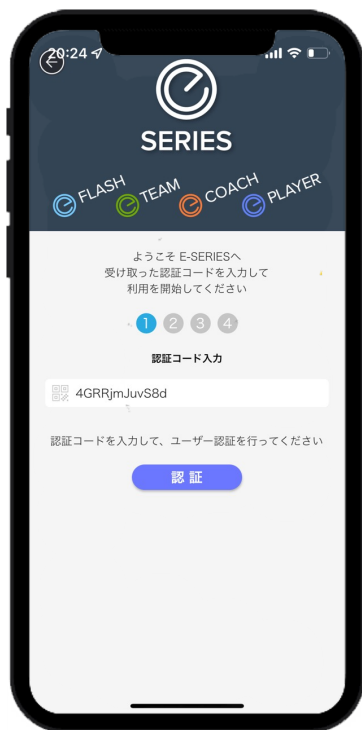 20:24
SERIES
FLASH
TEAM
COACH
PLAYER
ようこそ E-SERIESへ
受け取った認証コードを入力して
利用を開始してください
1 2 3 4
認証コード入力
4GRRjmJuvS8d
認証コードを入力して、ユーザー認証を行ってください
認 証